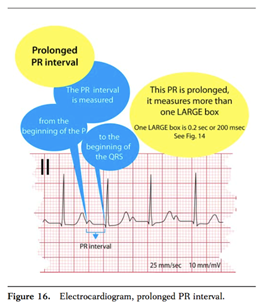 Prolonged
PR interval
The PR interval
is measured
from the
beginning of the P
to the
beginning of
the QRS
This PR is prolonged,
it measures more than
one LARGE box
One LARGE box is 0.2 sec or 200 msec
See Fig. 14
II
PR interval
25 mm/sec 10 mm/mV
Figure 16. Electrocardiogram, prolonged PR interval.